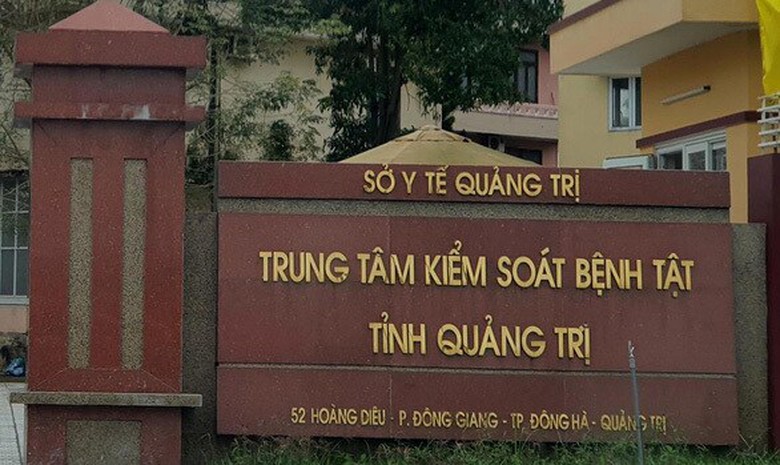 SỞ Y TẾ QUẢNG TRỊ
TRUNG TÂM KIỂM SOÁT BỆNH TẬT
TỈNH QUẢNG TRỊ
52 HOÀNG DIỆU - P. ĐÔNG GIANG - TP. ĐÔNG HÀ - QUẢNG TRỊ